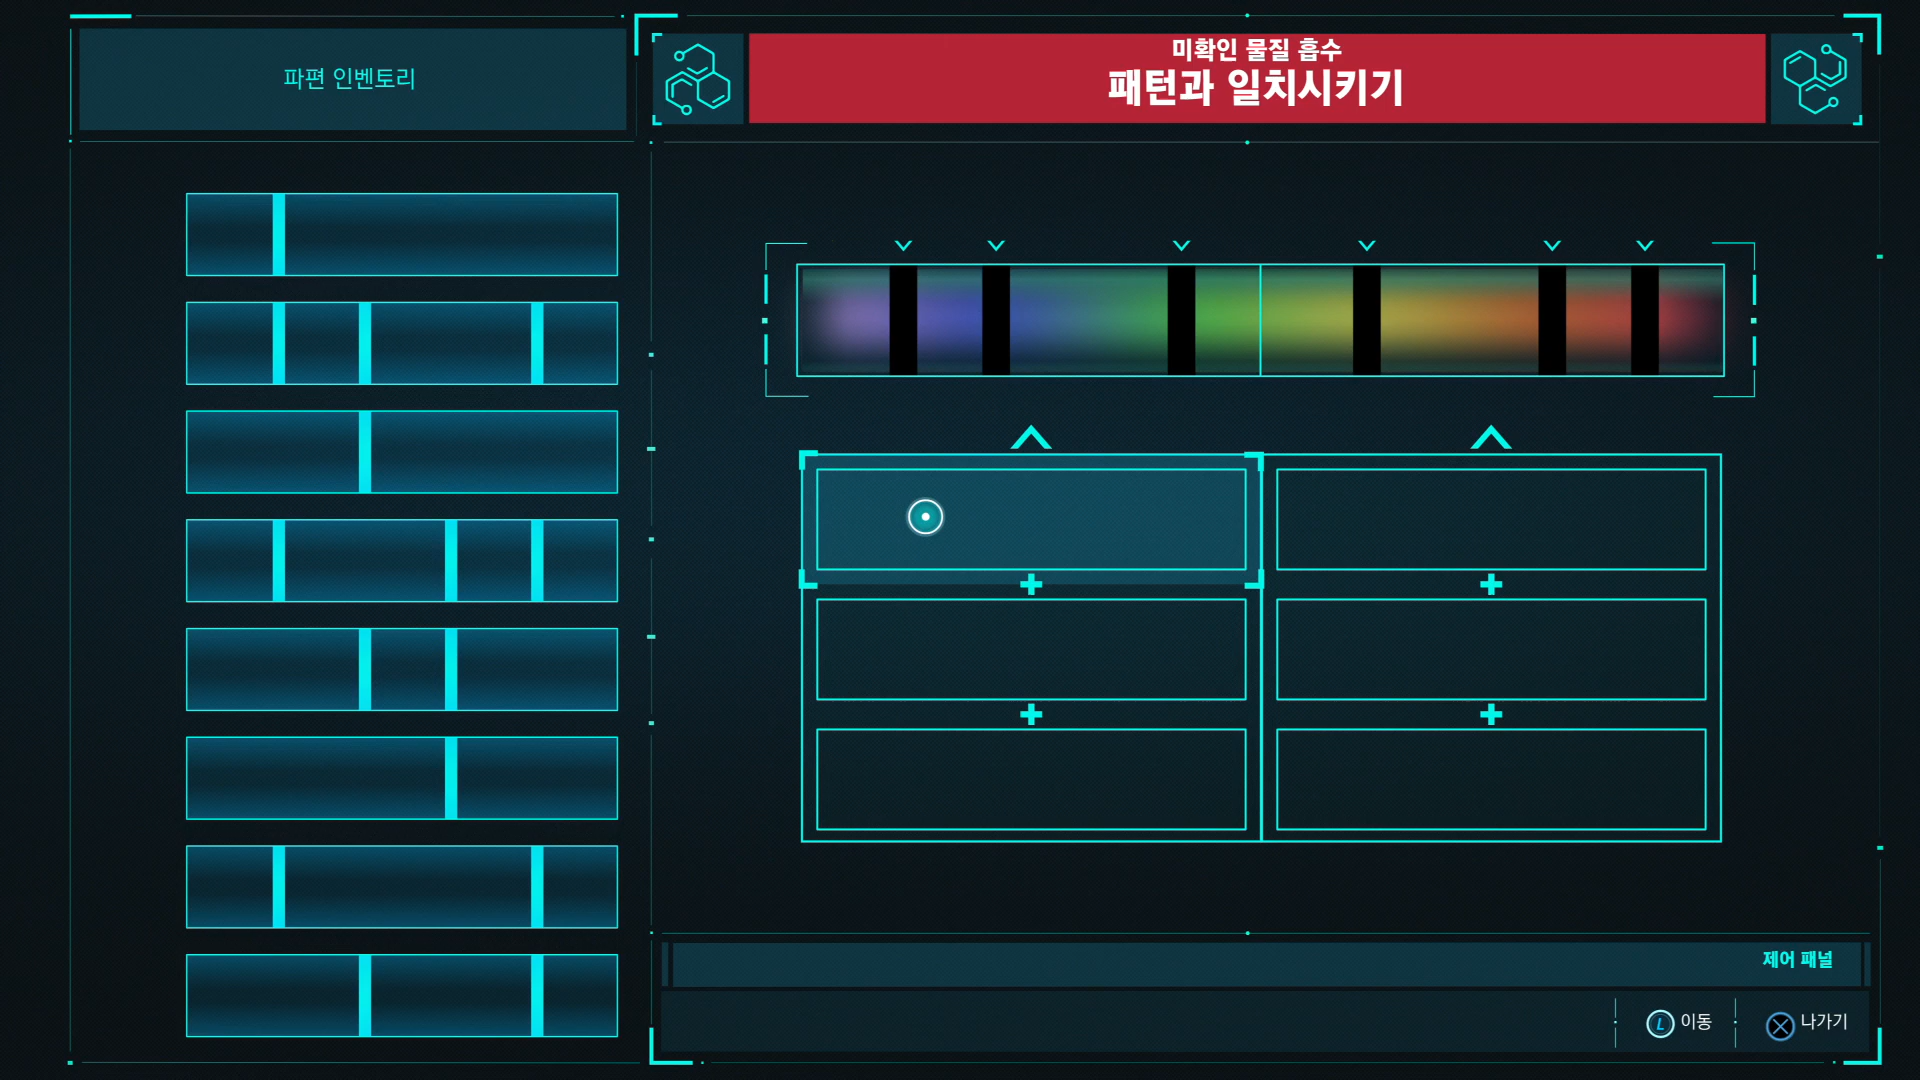 파편 인벤토리
미확인 물질 흡수
패턴과 일치시키기
제어 패널
L 이동
나가기